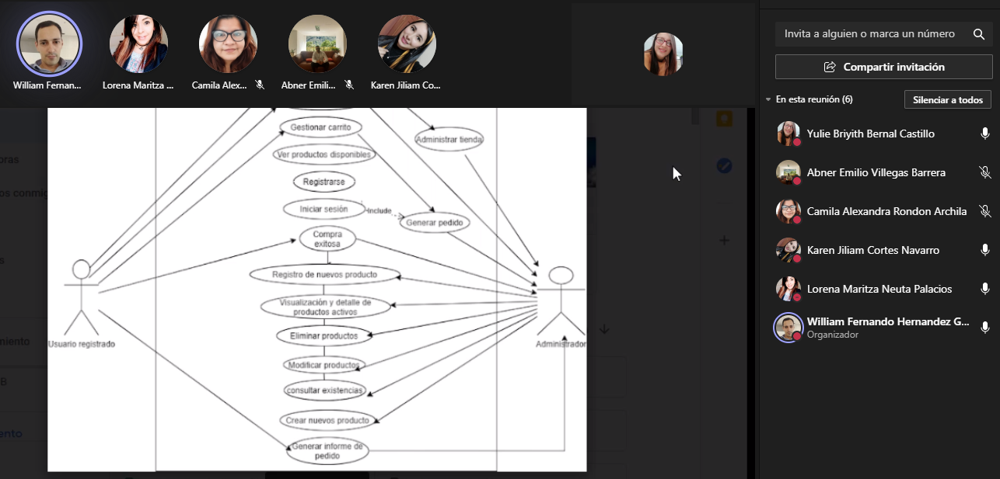 William Fernan...
Lorena Maritza ...
Camila Alex...
Abner Emili...
Karen Jiliam Co...
Invita a alguien o marca un número
Compartir invitación
En esta reunión (6)
Silenciar a todos
Yulie Briyith Bernal Castillo
Abner Emilio Villegas Barrera
Camila Alexandra Rondon Archila
Karen Jiliam Cortes Navarro
Lorena Maritza Neuta Palacios
William Fernando Hernandez G...
Organizador
Gestionar carrito
Administrar tienda
Ver productos disponibles
Registrarse
Iniciar sesión
Include
Generar pedido
Compra
exitosa
Registro de nuevos producto
Visualización y detalle de
productos activos
Eliminar productos
Usuario registrado
Administrador
Modificar productos
consultar existencias
Crear nuevos producto
Generar informe de
pedido
oras
os conmig
s
miento
B
ento